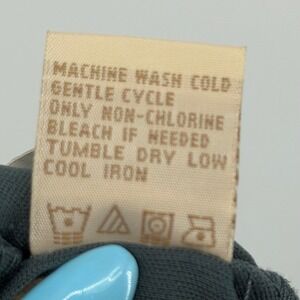 MACHINE WASH COLD
GENTLE CYCLE
ONLY NON-CHLORINE
BLEACH IF NEEDED
TUMBLE DRY LOW
COOL IRON